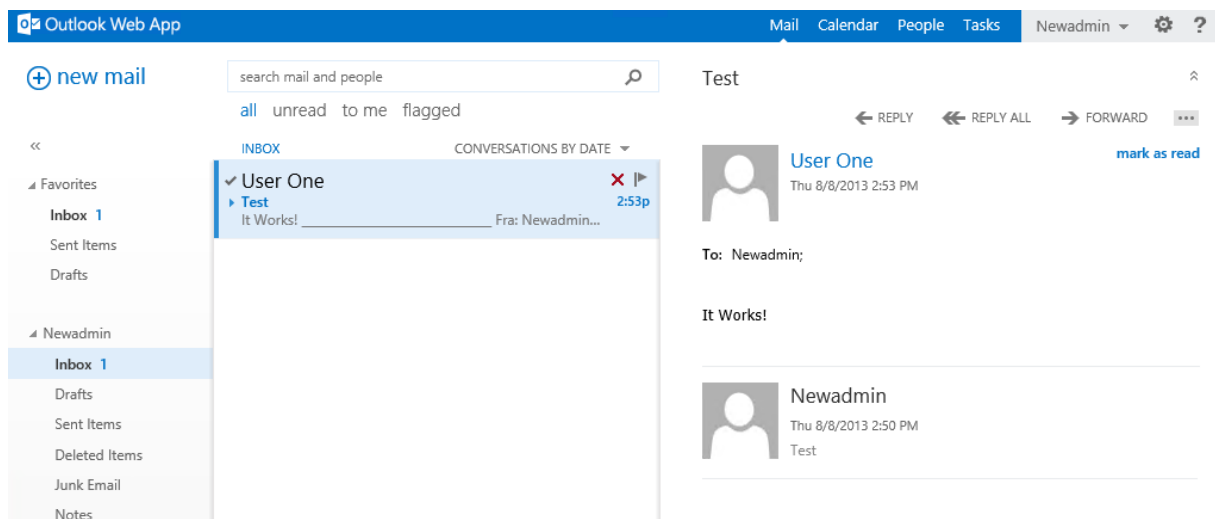 Outlook Web App
Mail Calendar People Tasks Newadmin ?
new mail
«
Favorites
Inbox 1
Sent Items
Drafts
Newadmin
Inbox 1
Drafts
Sent Items
Deleted Items
Junk Email
Notes
search mail and people
all unread to me flagged
INBOX CONVERSATIONS BY DATE
User One
Test 2:53p
It Works! ______________________________ Fra: Newadmin...
Test
REPLY REPLY ALL FORWARD ...
User One mark as read
Thu 8/8/2013 2:53 PM
To: Newadmin;
It Works!
Newadmin
Thu 8/8/2013 2:50 PM
Test